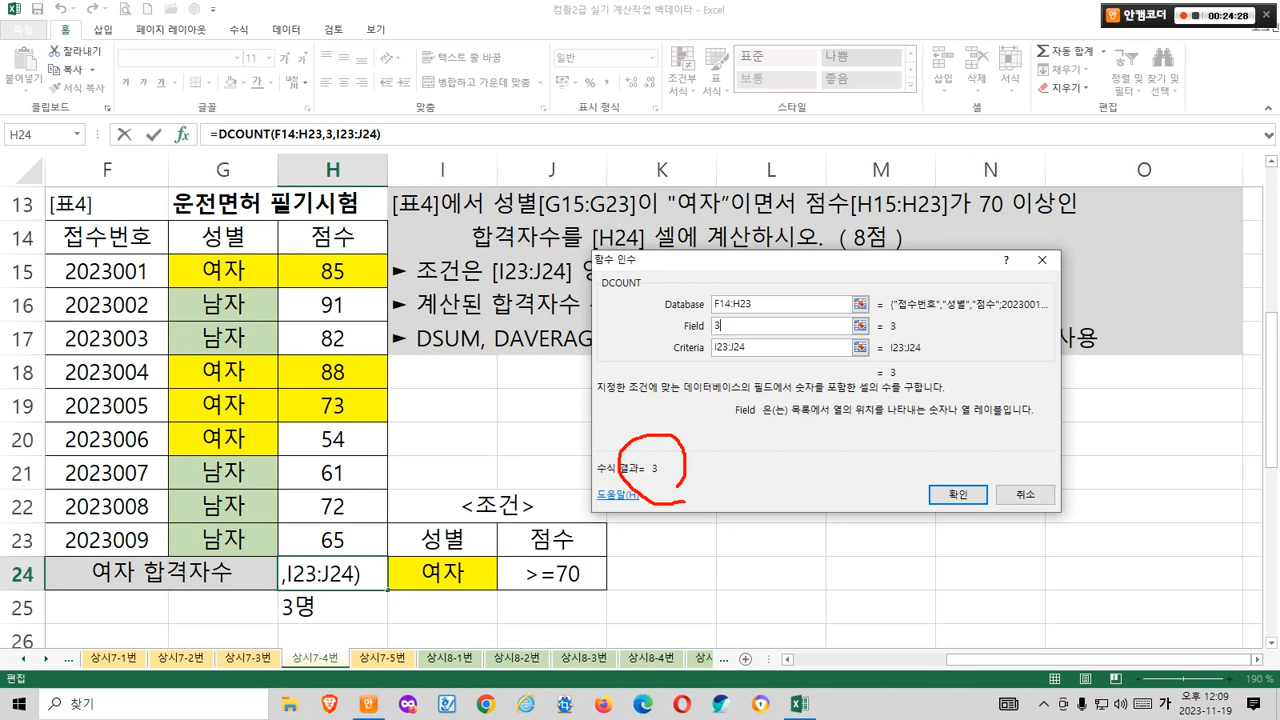 컴활2급 실기 계산작업 백데이타 - Excel
안캠코더 00:24:28
홈 삽입 페이지 레이아웃 수식 데이터 검토 보기
붙여넣기
잘라내기
복사
서식 복사
클립보드
11
글꼴
텍스트 줄 바꿈
병합하고 가운데 맞춤
맞춤
일반
표시 형식
조건부 서식
표 서식
표준 나쁨
보통 좋음
스타일
삽입 삭제 서식
셀
자동 합계
채우기
지우기
정렬 및 필터
찾기 및 선택
편집
H24 =DCOUNT(F14:H23,3,I23:J24)
F G H I J K L M N O
13 [표4] 운전면허 필기시험 [표4]에서 성별[G15:G23]이 "여자"이면서 점수[H15:H23]가 70 이상인
14 접수번호 성별 점수 합격자수를 [H24] 셀에 계산하시오. ( 8점 )
15 2023001 여자 85 ► 조건은 [I23:J24]
16 2023002 남자 91 ► 계산된 합격자수
17 2023003 남자 82 ► DSUM, DAVERAG 사용
18 2023004 여자 88
19 2023005 여자 73
20 2023006 여자 54
21 2023007 남자 61
22 2023008 남자 72 <조건>
23 2023009 남자 65 성별 점수
24 여자 합격자수 ,I23:J24) 여자 >=70
25 3명
26
함수 인수 ?
DCOUNT
Database F14:H23 = {"접수번호","성별","점수";2023001...
Field 3 = 3
Criteria I23:J24 = I23:J24
= 3
지정한 조건에 맞는 데이터베이스의 필드에서 숫자를 포함한 셀의 수를 구합니다.
Field 은(는) 목록에서 열의 위치를 나타내는 숫자나 열 레이블입니다.
수식 결과= 3
도움말(H)
확인 취소
... 상시7-1번 상시7-2번 상시7-3번 상시7-4번 상시7-5번 상시8-1번 상시8-2번 상시8-3번 상시8-4번 ...
편집 190 %
찾기
가 오후 12:09
2023-11-19